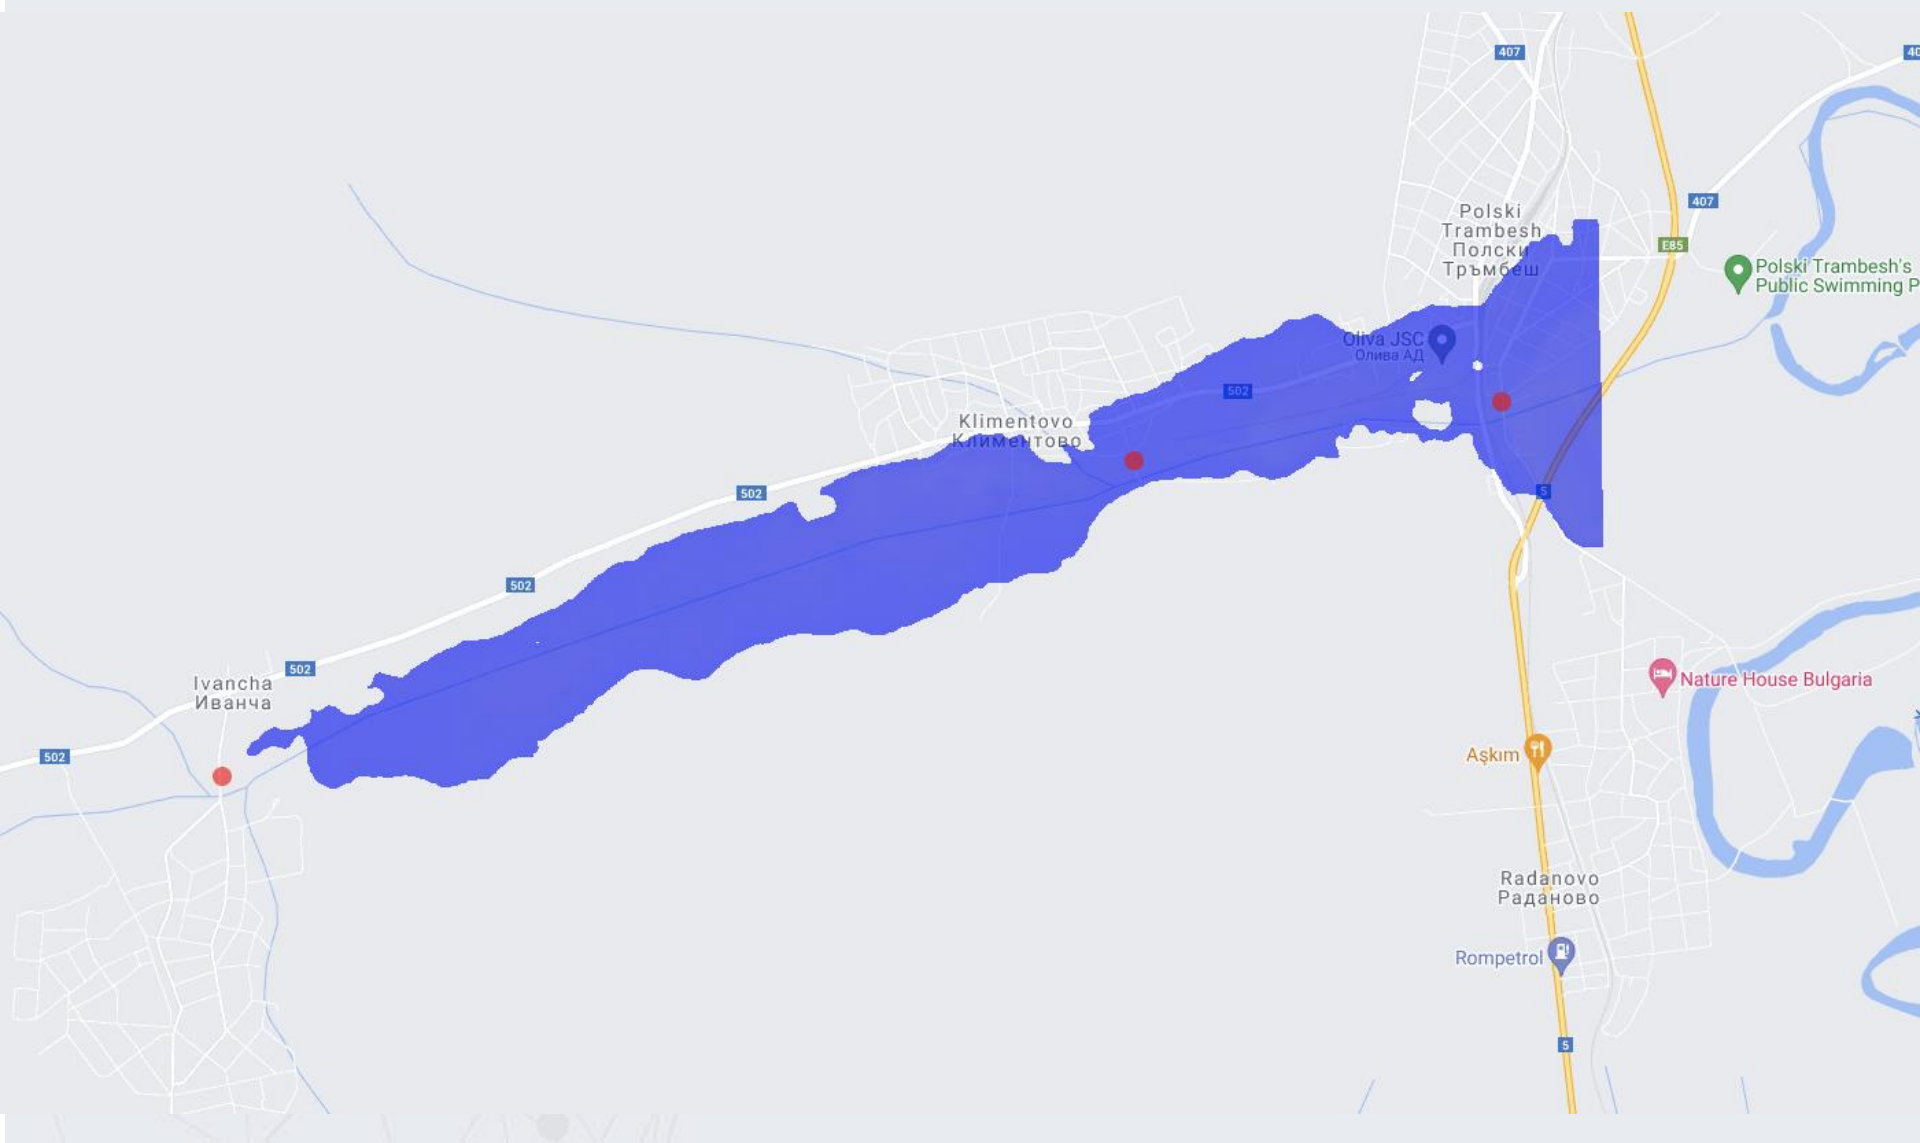 407
40
407
Polski
Trambesh
Полски
Тръмбеш
E85
Polski Trambesh's
Public Swimming P
Oliva JSC
Олива АД
502
Klimentovo
Климентово
502
5
502
502
Ivancha
Иванча
Nature House Bulgaria
502
Aşkım
Radanovo
Раданово
Rompetrol
5